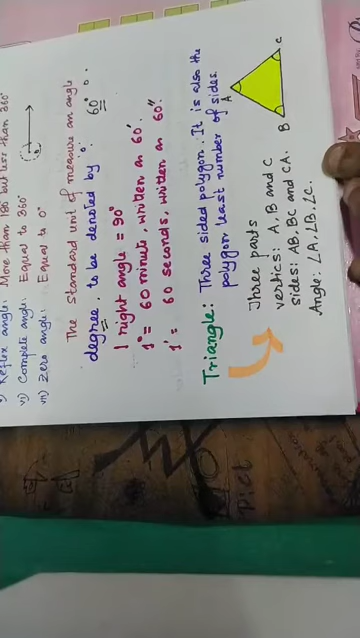 v) Reflex angle: More than 180° but less than 360°
vi) Complete angle: Equal to 360°
vii) Zero angle: Equal to 0°
The standard unit of measure an angle
degree. to be denoted by °. 60°
1 right angle = 90°
1° = 60 minute, written as 60'.
1' = 60 seconds, written as 60".
Triangle: Three sided polygon. It is also the
polygon least number of sides.
Three parts
vertics: A, B and C
sides: AB, BC and CA.
Angle: ∠A, ∠B, ∠C.
A
B
C
Pict